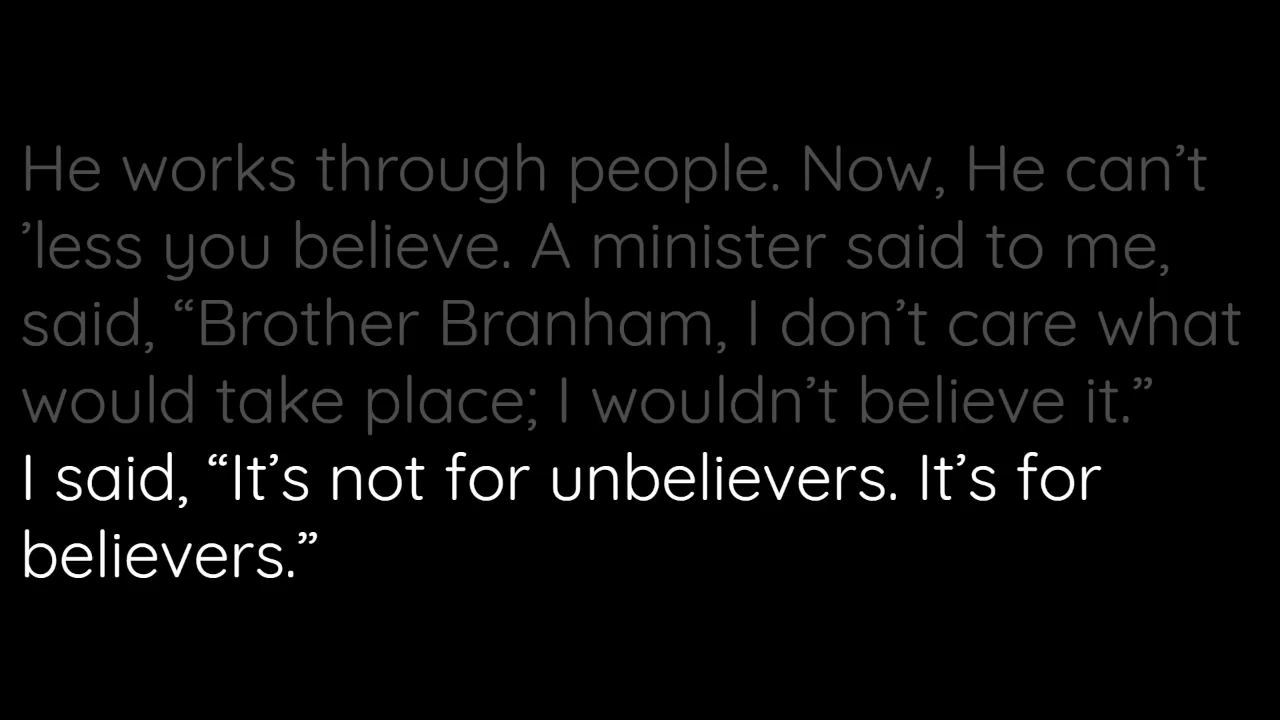 He works through people. Now, He can’t
’less you believe. A minister said to me,
said, “Brother Branham, I don’t care what
would take place; I wouldn’t believe it.”
I said, “It’s not for unbelievers. It’s for
believers.”